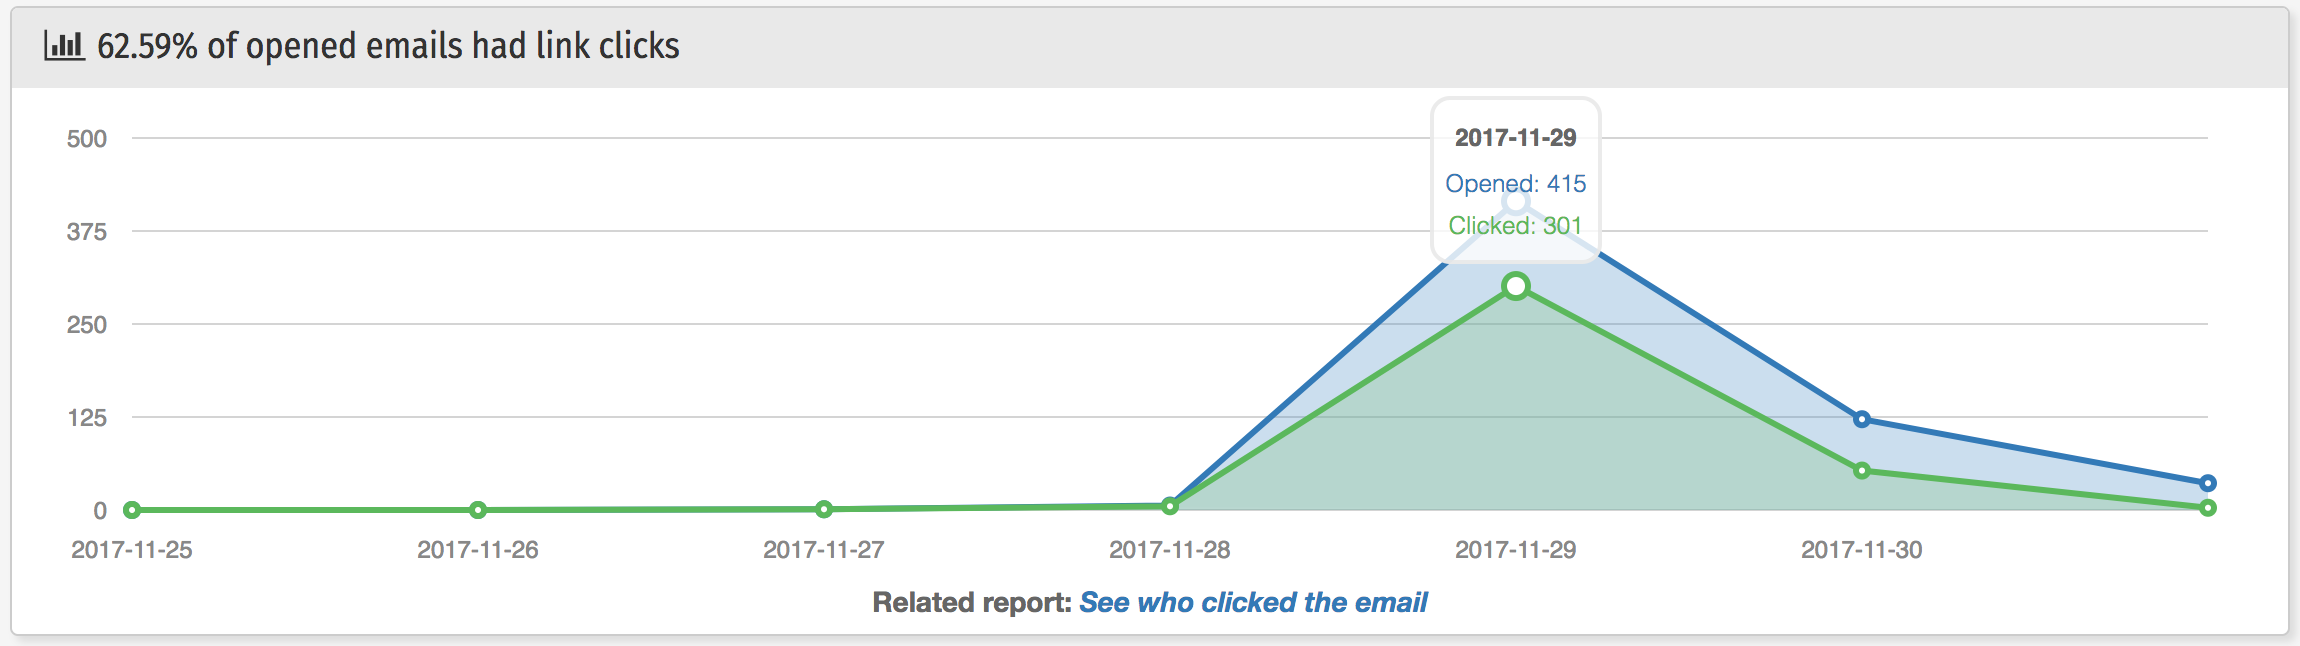 62.59% of opened emails had link clicks
500
375
250
125
0
2017-11-29
Opened: 415
Clicked: 301
2017-11-25 2017-11-26 2017-11-27 2017-11-28 2017-11-29 2017-11-30
Related report: See who clicked the email